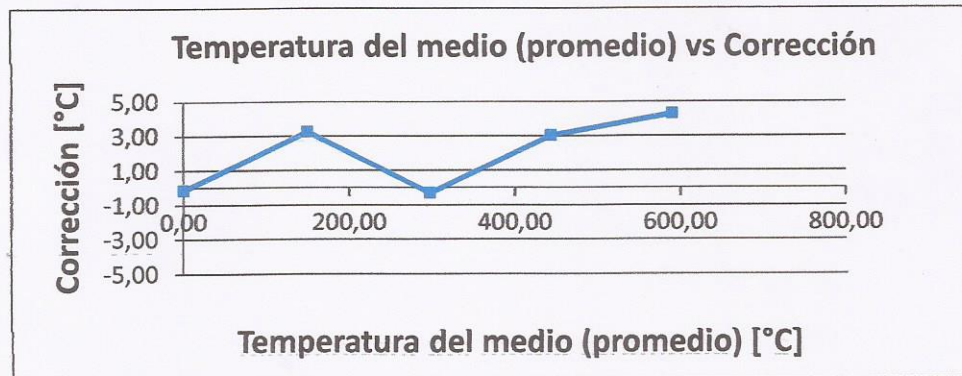 Temperatura del medio (promedio) vs Corrección
Corrección [°C]
5,00
3,00
1,00
-1,00
-3,00
-5,00
0,00 200,00 400,00 600,00 800,00
Temperatura del medio (promedio) [°C]